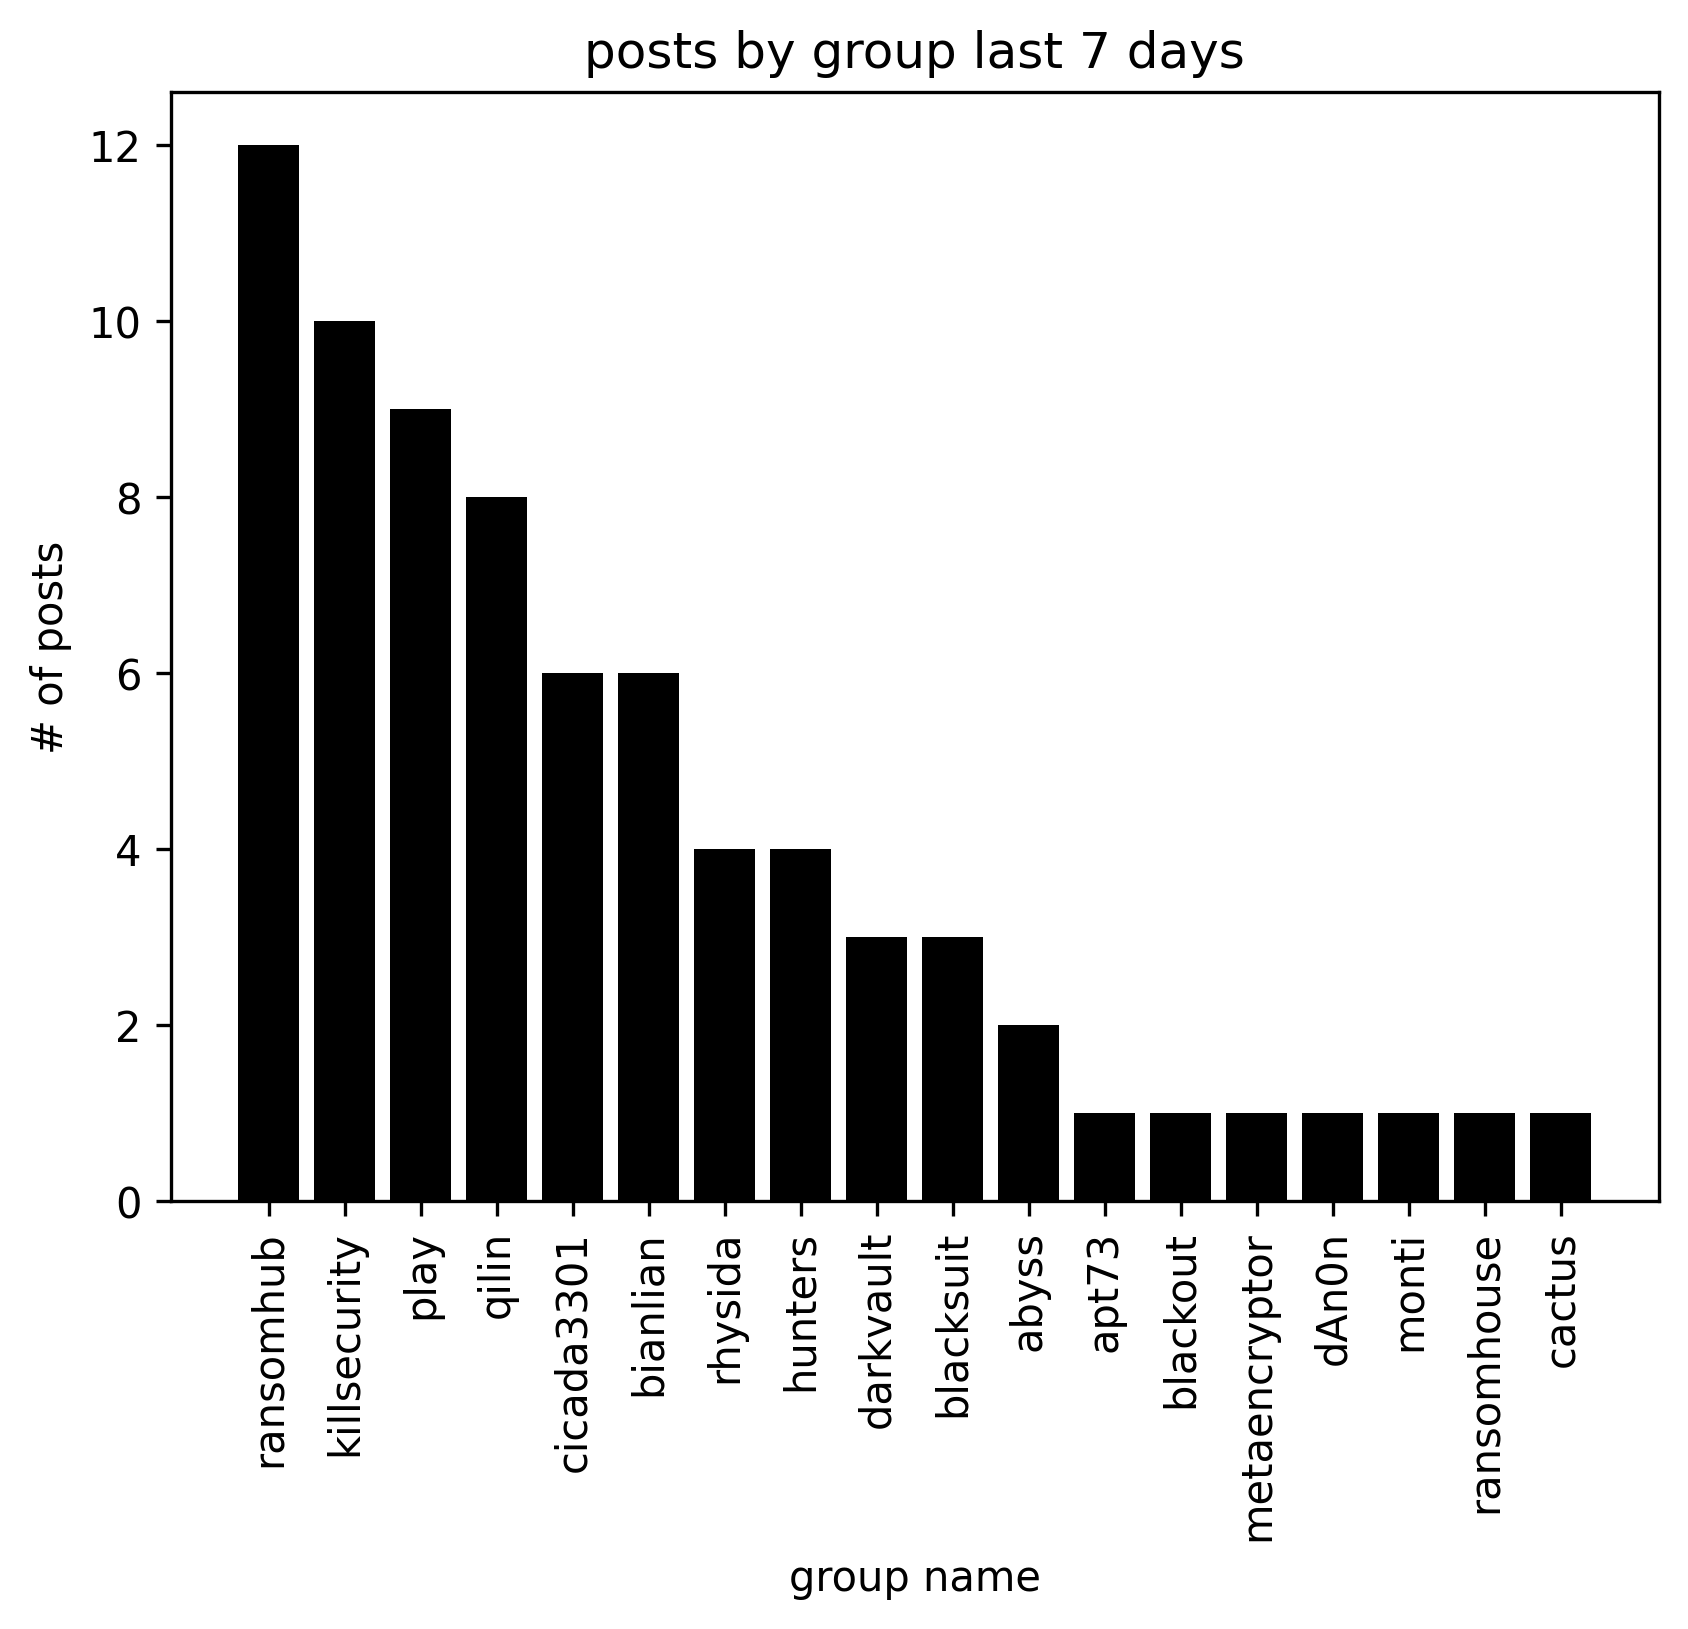 posts by group last 7 days
12
10
8
6
4
2
0
# of posts
ransomhub
killsecurity
play
qilin
cicada3301
bianlian
rhysida
hunters
darkvault
blacksuit
abyss
apt73
blackout
metaencryptor
dAn0n
monti
ransomhouse
cactus
group name